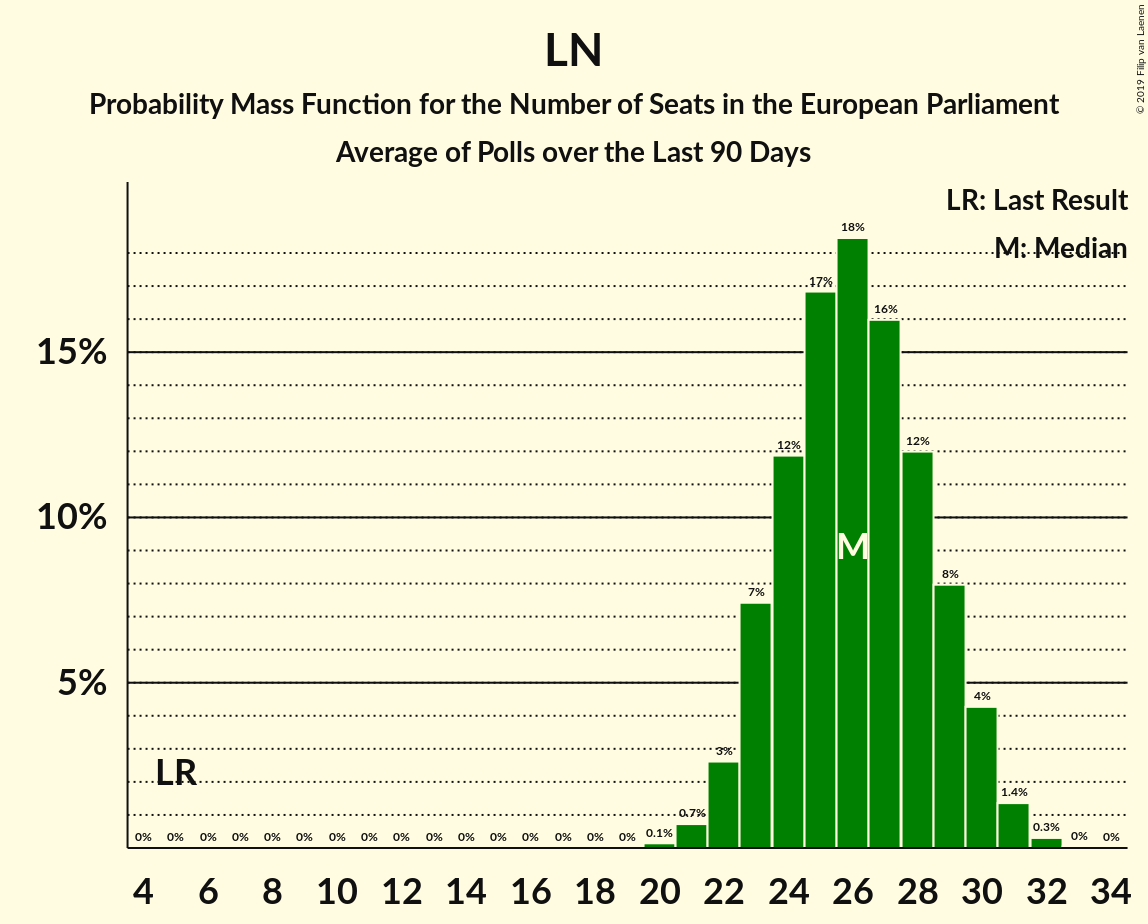 LN
Probability Mass Function for the Number of Seats in the European Parliament
Average of Polls over the Last 90 Days
© 2019 Filip van Laenen
LR: Last Result
M: Median
18%
17%
16%
15%
12%
12%
10%
M
8%
7%
5%
4%
3%
LR
1.4%
0.7%
0.3%
0% 0% 0% 0% 0% 0% 0% 0% 0% 0% 0% 0% 0% 0% 0% 0% 0.1% 0% 0%
4 6 8 10 12 14 16 18 20 22 24 26 28 30 32 34